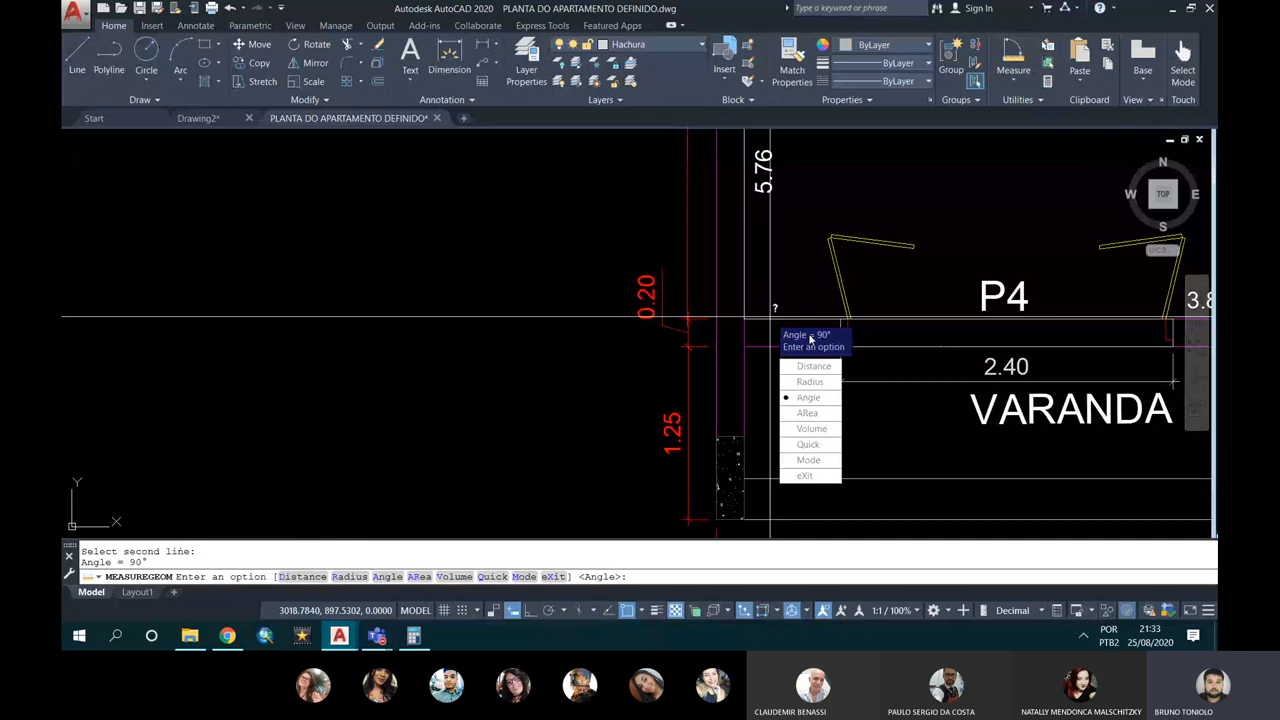 Autodesk AutoCAD 2020 PLANTA DO APARTAMENTO DEFINIDO.dwg
Type a keyword or phrase
Sign In
Home Insert Annotate Parametric View Manage Output Add-ins Collaborate Express Tools Featured Apps
Line Polyline Circle Arc
Move Rotate
Copy Mirror
Stretch Scale
Text Dimension
Layer Properties
Hachura
Insert
Match Properties
ByLayer
ByLayer
ByLayer
Group
Measure
Paste
Base
Select Mode
Draw Modify Annotation Layers Block Properties Groups Utilities Clipboard View Touch
Start Drawing2* PLANTA DO APARTAMENTO DEFINIDO*
5.76
N
W TOP E
S
WCS
0.20
P4
3.8
?
Angle = 90°
Enter an option
Distance
Radius
Angle
ARea
Volume
Quick
Mode
eXit
2.40
VARANDA
1.25
Y
X
Select second line:
Angle = 90°
MEASUREGEOM Enter an option [Distance Radius Angle ARea Volume Quick Mode eXit] <Angle>:
Model Layout1
3018.7840, 897.5302, 0.0000 MODEL
1:1 / 100%
Decimal
POR
PTB2
21:33
25/08/2020
CLAUDEMIR BENASSI
PAULO SERGIO DA COSTA
NATALLY MENDONCA MALSCHITZKY
BRUNO TONIOLO